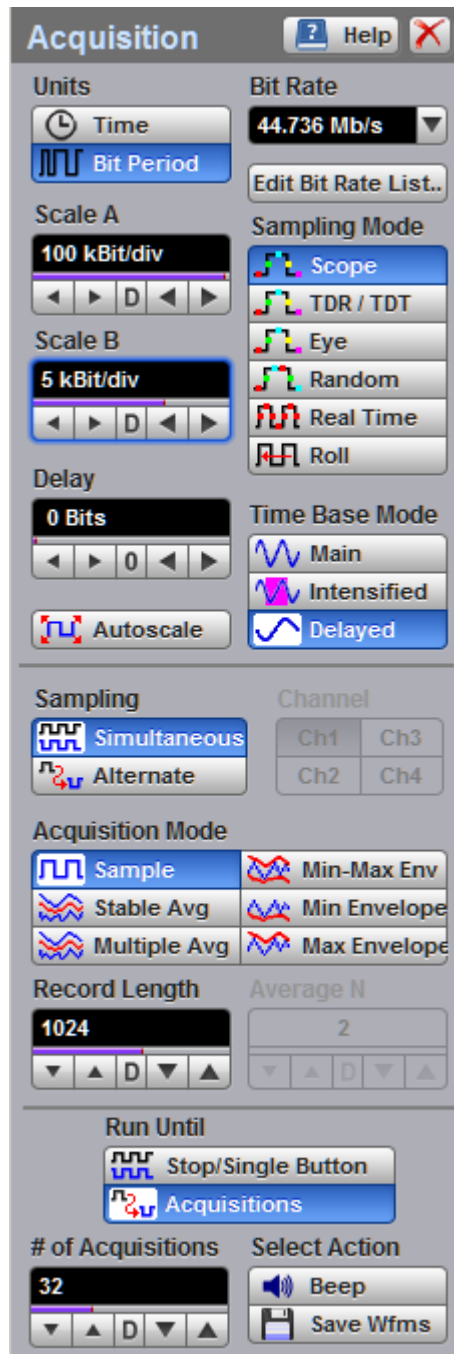 Acquisition
Help
Units
Time
Bit Period
Bit Rate
44.736 Mb/s
Edit Bit Rate List..
Scale A
100 kBit/div
D
Scale B
5 kBit/div
D
Delay
0 Bits
0
Autoscale
Sampling Mode
Scope
TDR / TDT
Eye
Random
Real Time
Roll
Time Base Mode
Main
Intensified
Delayed
Sampling
Simultaneous
Alternate
Channel
Ch1 Ch3
Ch2 Ch4
Acquisition Mode
Sample
Stable Avg
Multiple Avg
Min-Max Env
Min Envelope
Max Envelope
Record Length
1024
D
Average N
2
D
Run Until
Stop/Single Button
Acquisitions
# of Acquisitions
32
D
Select Action
Beep
Save Wfms